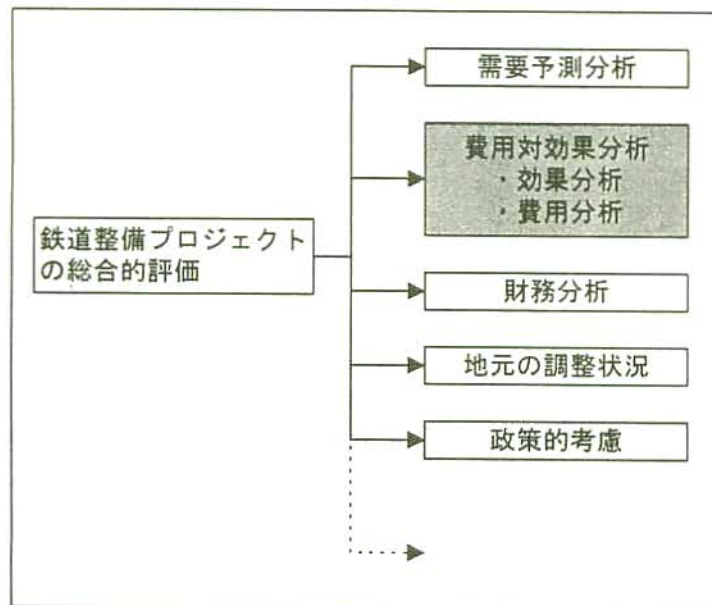 需要予測分析
費用対効果分析
・効果分析
・費用分析
鉄道整備プロジェクト
の総合的評価
財務分析
地元の調整状況
政策的考慮